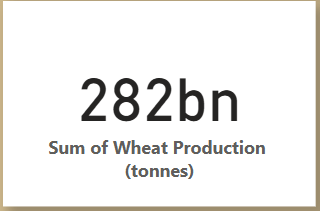 282bn
Sum of Wheat Production
(tonnes)